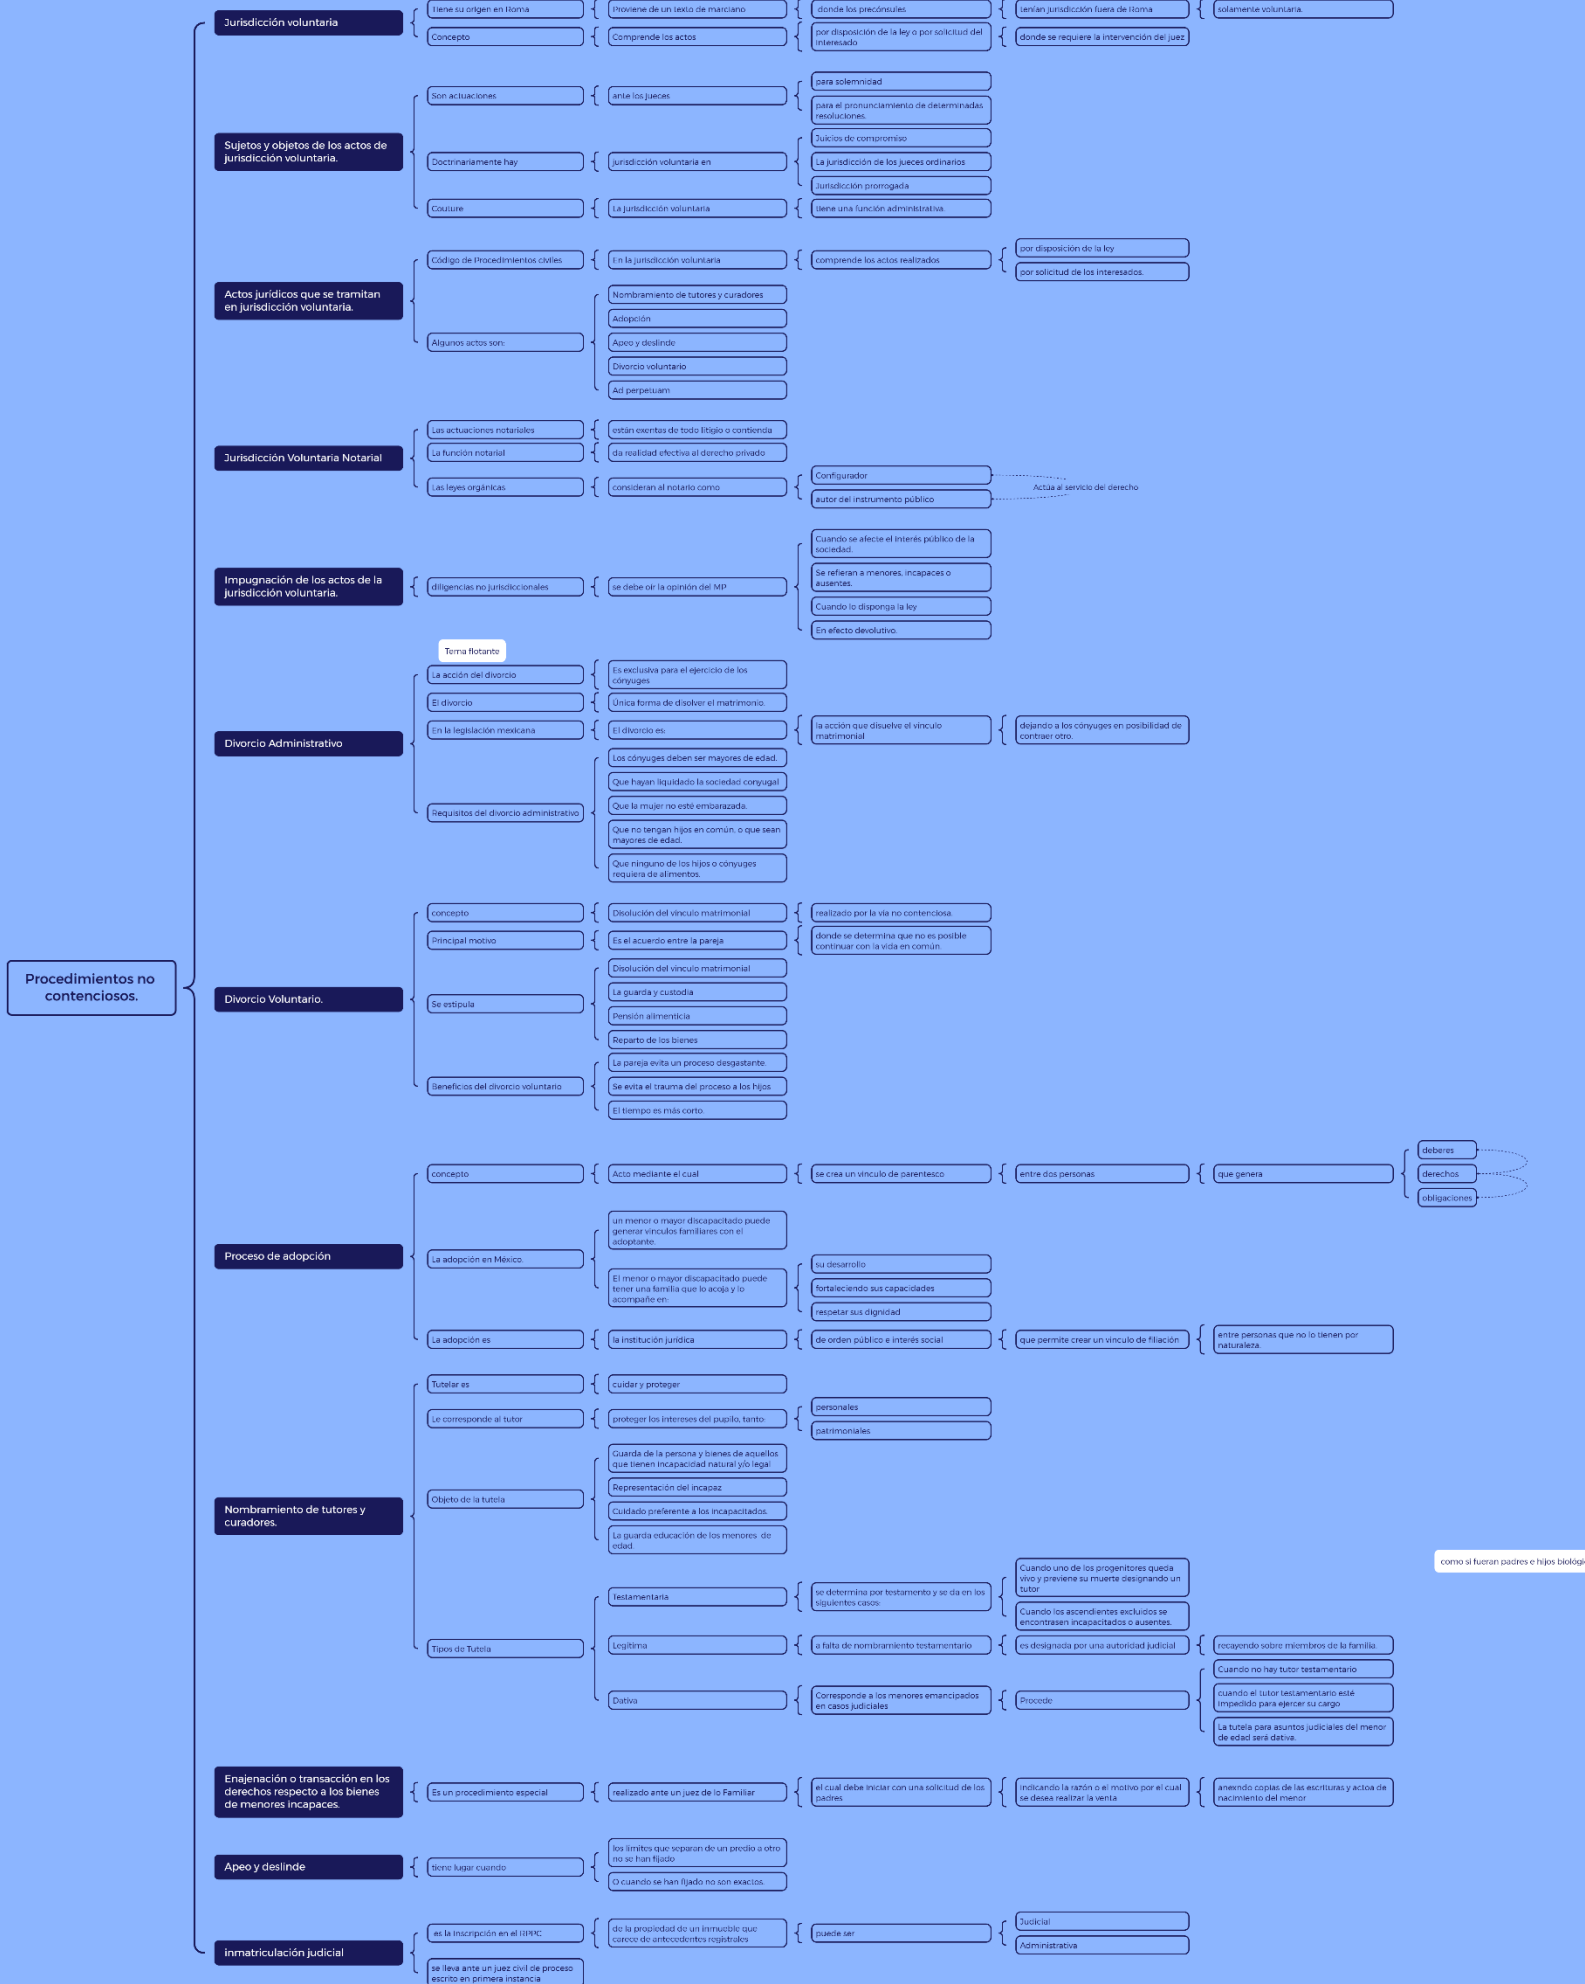 Jurisdicción voluntaria
Tiene su origen en Roma
Proviene de un texto de marciano
donde los precónsules
tenían jurisdicción fuera de Roma
solamente voluntaria.
Concepto
Comprende los actos
por disposición de la ley o por solicitud del
interesado
donde se requiere la intervención del juez
Sujetos y objetos de los actos de
jurisdicción voluntaria.
Son actuaciones
ante los jueces
para solemnidad
para el pronunciamiento de determinadas
resoluciones.
Doctrinariamente hay
jurisdicción voluntaria en
Juicios de compromiso
La jurisdicción de los jueces ordinarios
Jurisdicción prorrogada
Couture
La jurisdicción voluntaria
tiene una función administrativa.
Actos jurídicos que se tramitan
en jurisdicción voluntaria.
Código de Procedimientos civiles
En la jurisdicción voluntaria
comprende los actos realizados
por disposición de la ley
por solicitud de los interesados.
Algunos actos son:
Nombramiento de tutores y curadores
Adopción
Apeo y deslinde
Divorcio voluntario
Ad perpetuam
Jurisdicción Voluntaria Notarial
Las actuaciones notariales
están exentas de todo litigio o contienda
La función notarial
da realidad efectiva al derecho privado
Las leyes orgánicas
consideran al notario como
Configurador
autor del instrumento público
Actúa al servicio del derecho
Impugnación de los actos de la
jurisdicción voluntaria.
diligencias no jurisdiccionales
se debe oír la opinión del MP
Cuando se afecte el interés público de la
sociedad.
Se refieran a menores, incapaces o
ausentes.
Cuando lo disponga la ley
En efecto devolutivo.
Tema flotante
Divorcio Administrativo
La acción del divorcio
Es exclusiva para el ejercicio de los
cónyuges
El divorcio
Única forma de disolver el matrimonio.
En la legislación mexicana
El divorcio es:
la acción que disuelve el vínculo
matrimonial
dejando a los cónyuges en posibilidad de
contraer otro.
Requisitos del divorcio administrativo
Los cónyuges deben ser mayores de edad.
Que hayan liquidado la sociedad conyugal
Que la mujer no esté embarazada.
Que no tengan hijos en común, o que sean
mayores de edad.
Que ninguno de los hijos o cónyuges
requiera de alimentos.
Procedimientos no
contenciosos.
Divorcio Voluntario.
concepto
Disolución del vínculo matrimonial
realizado por la vía no contenciosa.
Principal motivo
Es el acuerdo entre la pareja
donde se determina que no es posible
continuar con la vida en común.
Se estipula
Disolución del vínculo matrimonial
La guarda y custodia
Pensión alimenticia
Reparto de los bienes
Beneficios del divorcio voluntario
La pareja evita un proceso desgastante.
Se evita el trauma del proceso a los hijos
El tiempo es más corto.
Proceso de adopción
concepto
Acto mediante el cual
se crea un vínculo de parentesco
entre dos personas
que genera
deberes
derechos
obligaciones
La adopción en México.
un menor o mayor discapacitado puede
generar vínculos familiares con el
adoptante.
El menor o mayor discapacitado puede
tener una familia que lo acoja y lo
acompañe en:
su desarrollo
fortaleciendo sus capacidades
respetar sus dignidad
La adopción es
la institución jurídica
de orden público e interés social
que permite crear un vínculo de filiación
entre personas que no lo tienen por
naturaleza.
Nombramiento de tutores y
curadores.
Tutelar es
cuidar y proteger
Le corresponde al tutor
proteger los intereses del pupilo, tanto:
personales
patrimoniales
Objeto de la tutela
Guarda de la persona y bienes de aquellos
que tienen incapacidad natural y/o legal
Representación del incapaz
Cuidado preferente a los incapacitados.
La guarda educación de los menores de
edad.
como si fueran padres e hijos biológi
Tipos de Tutela
Testamentaria
se determina por testamento y se da en los
siguientes casos:
Cuando uno de los progenitores queda
vivo y previene su muerte designando un
tutor
Cuando los ascendientes excluidos se
encontrasen incapacitados o ausentes.
Legítima
a falta de nombramiento testamentario
es designada por una autoridad judicial
recayendo sobre miembros de la familia.
Dativa
Corresponde a los menores emancipados
en casos judiciales
Procede
Cuando no hay tutor testamentario
cuando el tutor testamentario esté
impedido para ejercer su cargo
La tutela para asuntos judiciales del menor
de edad será dativa.
Enajenación o transacción en los
derechos respecto a los bienes
de menores incapaces.
Es un procedimiento especial
realizado ante un juez de lo Familiar
el cual debe iniciar con una solicitud de los
padres
indicando la razón o el motivo por el cual
se desea realizar la venta
anexndo copias de las escrituras y actoa de
nacimiento del menor
Apeo y deslinde
tiene lugar cuando
los límites que separan de un predio a otro
no se han fijado
O cuando se han fijado no son exactos.
inmatriculación judicial
es la inscripción en el RPPC
de la propiedad de un inmueble que
carece de antecedentes registrales
puede ser
Judicial
Administrativa
se lleva ante un juez civil de proceso
escrito en primera instancia